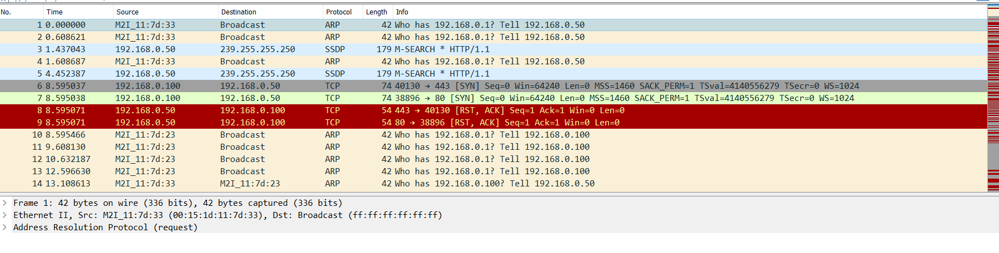 No. Time Source Destination Protocol Length Info
1 0.000000 M2I_11:7d:33 Broadcast ARP 42 Who has 192.168.0.1? Tell 192.168.0.50
2 0.608621 M2I_11:7d:33 Broadcast ARP 42 Who has 192.168.0.1? Tell 192.168.0.50
3 1.437043 192.168.0.50 239.255.255.250 SSDP 179 M-SEARCH * HTTP/1.1
4 1.608687 M2I_11:7d:33 Broadcast ARP 42 Who has 192.168.0.1? Tell 192.168.0.50
5 4.452387 192.168.0.50 239.255.255.250 SSDP 179 M-SEARCH * HTTP/1.1
6 8.595037 192.168.0.100 192.168.0.50 TCP 74 40130 → 443 [SYN] Seq=0 Win=64240 Len=0 MSS=1460 SACK_PERM=1 TSval=4140556279 TSecr=0 WS=1024
7 8.595038 192.168.0.100 192.168.0.50 TCP 74 38896 → 80 [SYN] Seq=0 Win=64240 Len=0 MSS=1460 SACK_PERM=1 TSval=4140556279 TSecr=0 WS=1024
8 8.595071 192.168.0.50 192.168.0.100 TCP 54 443 → 40130 [RST, ACK] Seq=1 Ack=1 Win=0 Len=0
9 8.595071 192.168.0.50 192.168.0.100 TCP 54 80 → 38896 [RST, ACK] Seq=1 Ack=1 Win=0 Len=0
10 8.595466 M2I_11:7d:23 Broadcast ARP 42 Who has 192.168.0.1? Tell 192.168.0.100
11 9.608130 M2I_11:7d:23 Broadcast ARP 42 Who has 192.168.0.1? Tell 192.168.0.100
12 10.632187 M2I_11:7d:23 Broadcast ARP 42 Who has 192.168.0.1? Tell 192.168.0.100
13 12.596630 M2I_11:7d:23 Broadcast ARP 42 Who has 192.168.0.1? Tell 192.168.0.100
14 13.108613 M2I_11:7d:33 M2I_11:7d:23 ARP 42 Who has 192.168.0.100? Tell 192.168.0.50
Frame 1: 42 bytes on wire (336 bits), 42 bytes captured (336 bits)
Ethernet II, Src: M2I_11:7d:33 (00:15:1d:11:7d:33), Dst: Broadcast (ff:ff:ff:ff:ff:ff)
Address Resolution Protocol (request)